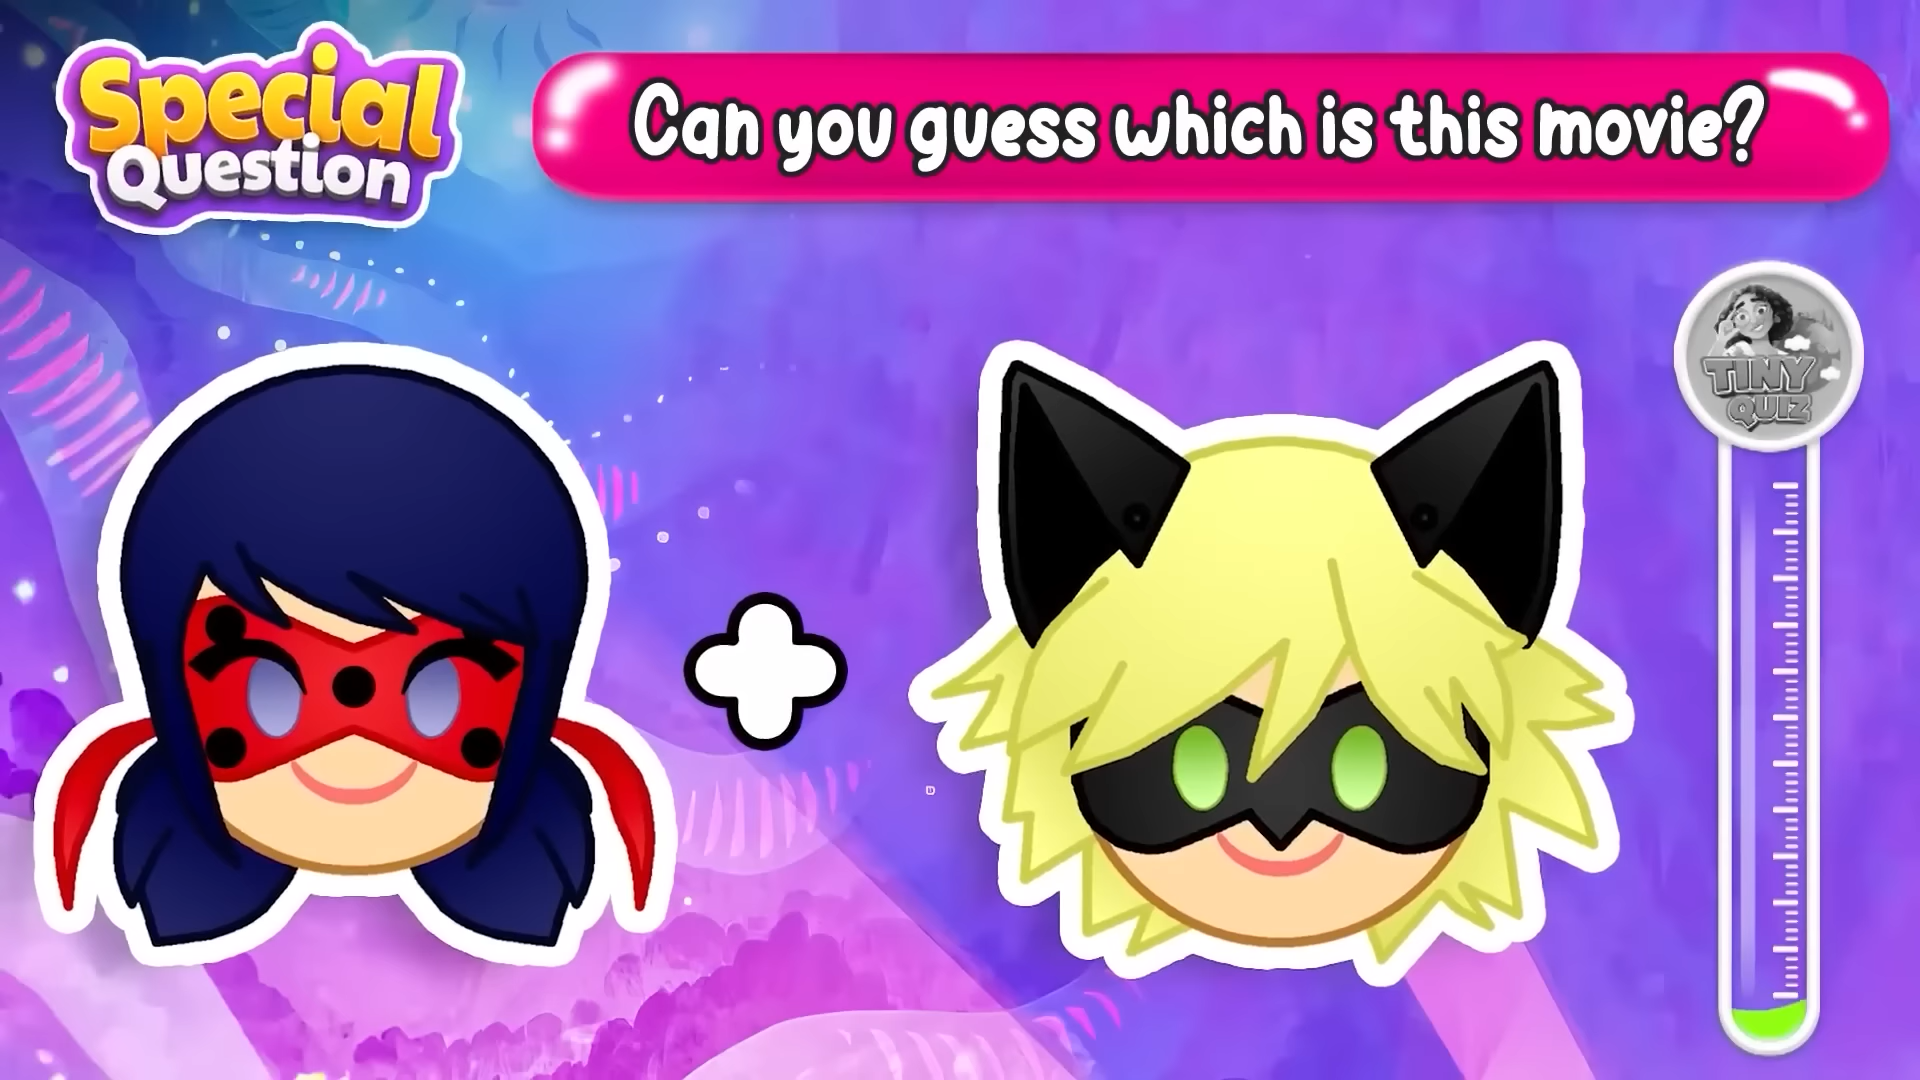 Special
Question
Can you guess which is this movie?
TINY
QUIZ